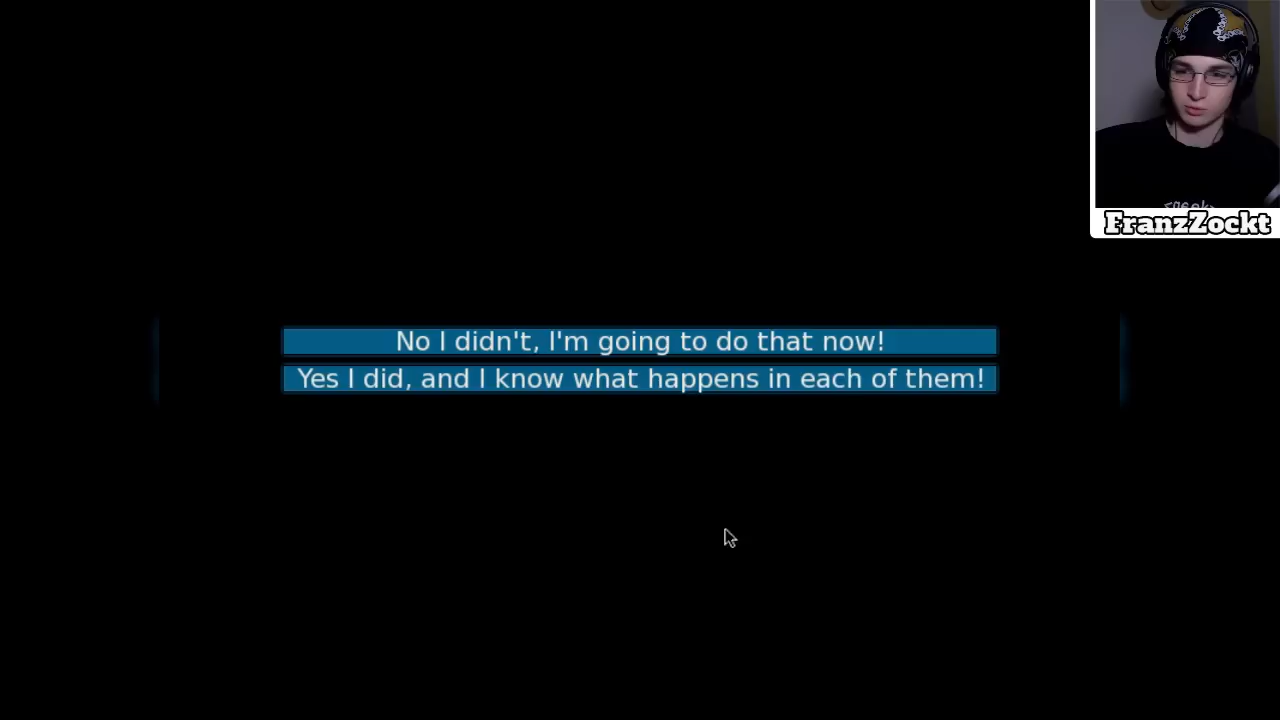 No I didn't, I'm going to do that now!
Yes I did, and I know what happens in each of them!
FranzZockt